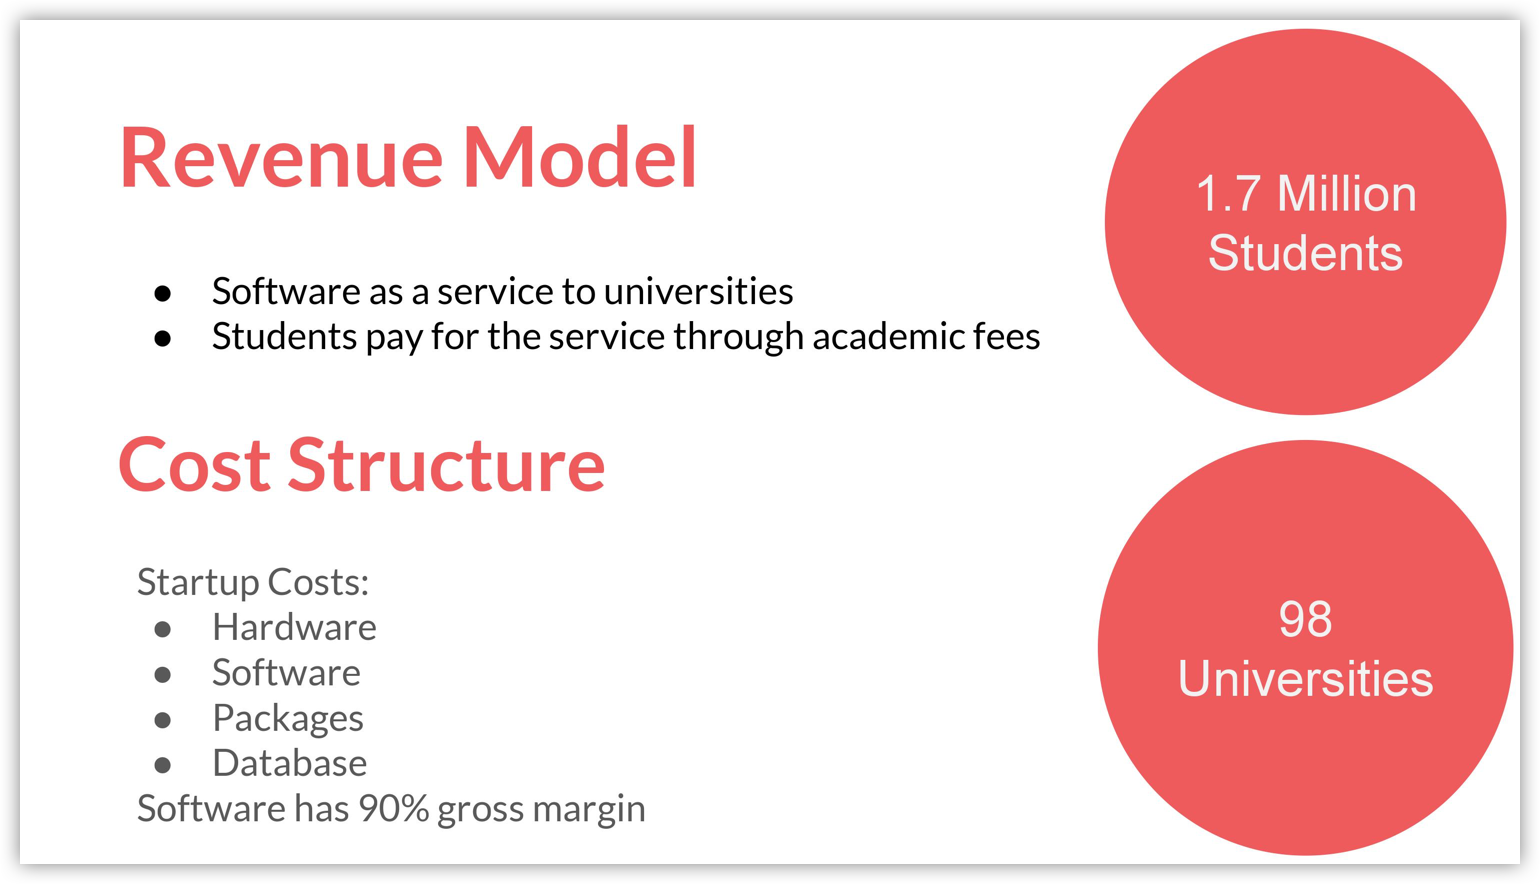 Revenue Model
● Software as a service to universities
● Students pay for the service through academic fees
Cost Structure
Startup Costs:
● Hardware
● Software
● Packages
● Database
Software has 90% gross margin
1.7 Million
Students
98
Universities